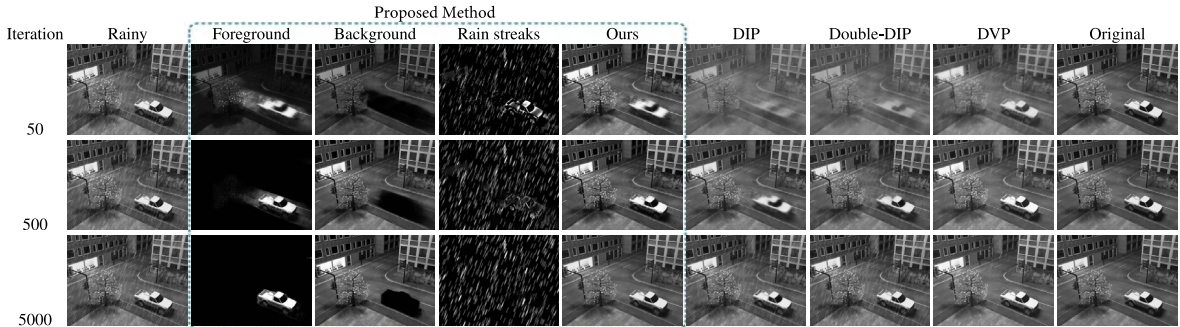 Proposed Method
Iteration Rainy Foreground Background Rain streaks Ours DIP Double-DIP DVP Original
50
500
5000